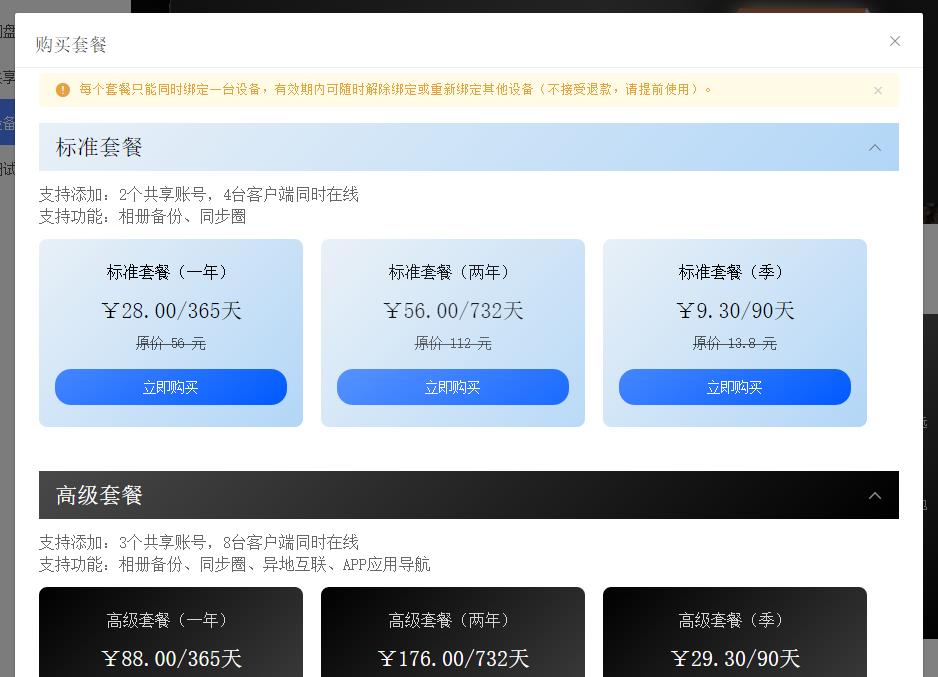 购买套餐
每个套餐只能同时绑定一台设备，有效期内可随时解除绑定或重新绑定其他设备（不接受退款，请提前使用）。
标准套餐
支持添加：2个共享账号，4台客户端同时在线
支持功能：相册备份、同步圈
标准套餐（一年）
标准套餐（两年）
标准套餐（季）
￥28.00/365天
￥56.00/732天
￥9.30/90天
原价 56 元
原价 112 元
原价 13.8 元
立即购买
立即购买
立即购买
高级套餐
支持添加：3个共享账号，8台客户端同时在线
支持功能：相册备份、同步圈、异地互联、APP应用导航
高级套餐（一年）
高级套餐（两年）
高级套餐（季）
￥88.00/365天
￥176.00/732天
￥29.30/90天